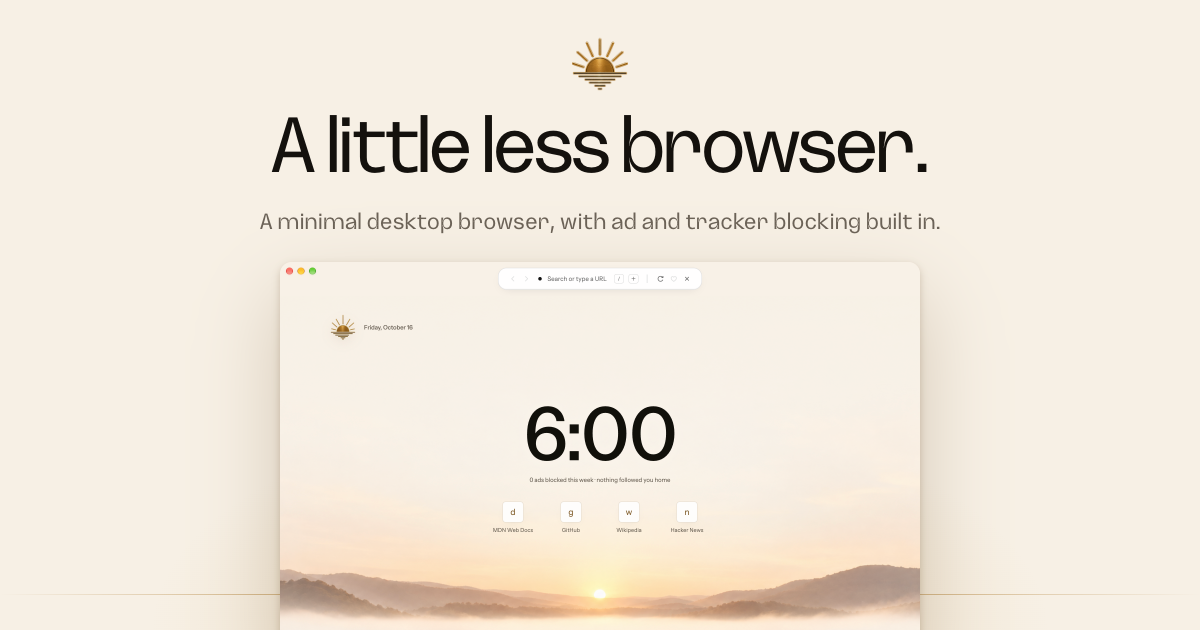 A little less browser.
A minimal desktop browser, with ad and tracker blocking built in.
Search or type a URL / +
Friday, October 16
6:00
0 ads blocked this week · nothing followed you home
d g w n
MDN Web Docs GitHub Wikipedia Hacker News